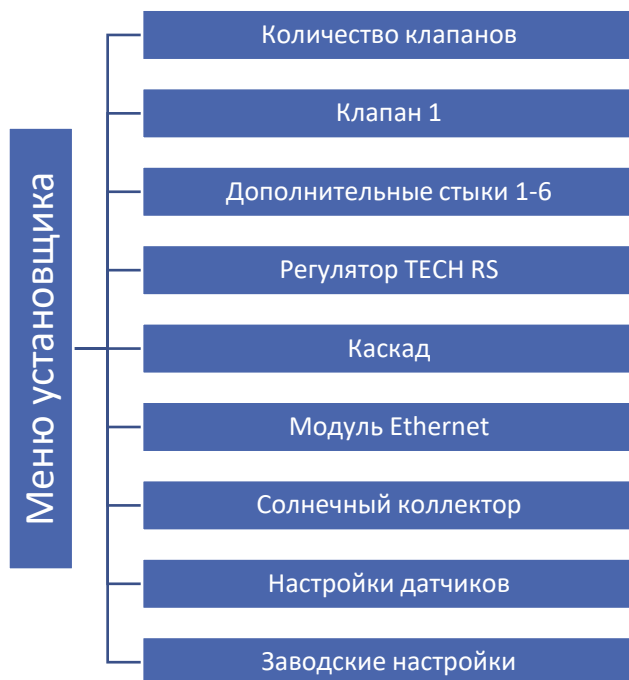 Меню установщика
Количество клапанов
Клапан 1
Дополнительные стыки 1-6
Регулятор TECH RS
Каскад
Модуль Ethernet
Солнечный коллектор
Настройки датчиков
Заводские настройки